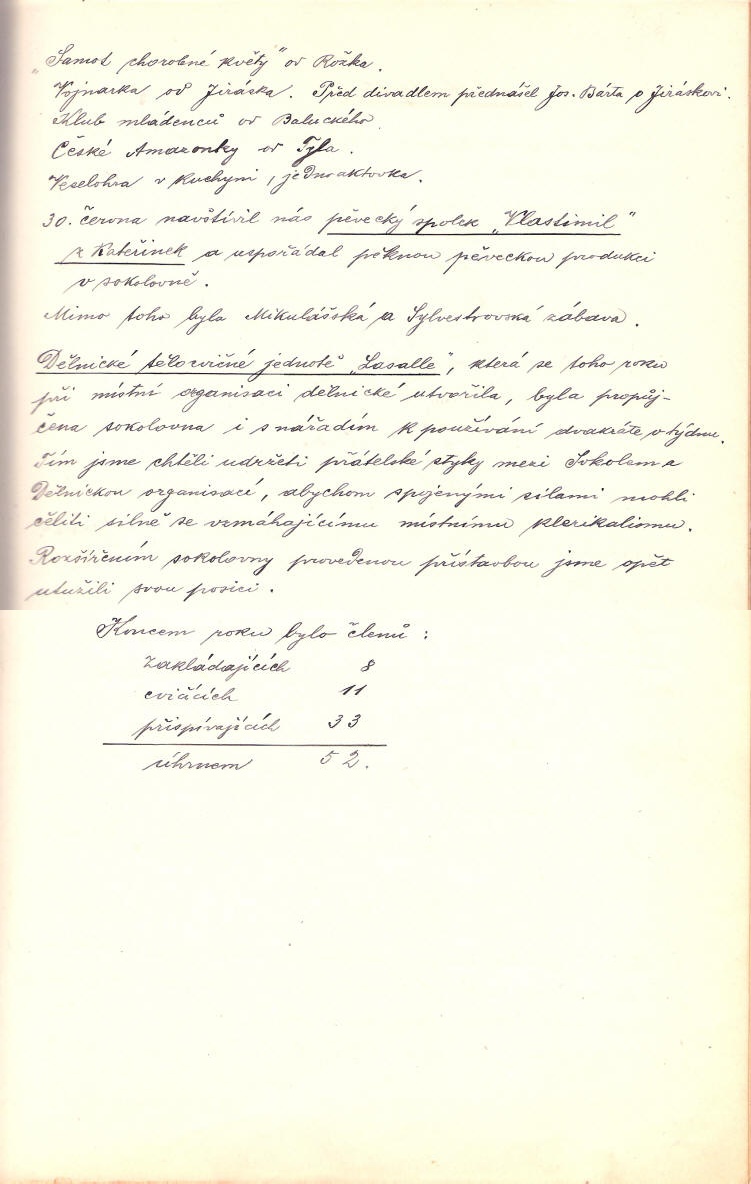 „Samot chorobné květy" od Rožka.
Vojnarka od Jiráska. Před divadlem přednášel Jos. Bárta o Jiráskovi.
Klub mládenců od Baluckého
České Amazonky od Tyla.
Veselohra v kuchyni, jednoaktovka.
30. června navštívil nás pěvecký spolek „Vlastimil"
z Kateřinek a uspořádal pěknou pěveckou produkci
v sokolovně.
Mimo toho byla Mikulášská a Sylvestrovská zábava.
Dělnické tělocvičné jednotě „Lasalle", která se toho roku
při místní organisaci dělnické utvořila, byla propůj-
čena sokolovna i s nářadím k používání dvakráte v týdnu.
Tím jsme chtěli udržeti přátelské styky mezi Sokolem a
Dělnickou organisací, abychom spojenými silami mohli
čeliti silně se vzmáhajícímu místnímu klerikalismu.
Rozšířením sokolovny provedenou přístavbou jsme opět
utužili svou posici.
Koncem roku bylo členů:
zakládajících 8
cvičících 11
přispívajících 33
úhrnem 52.